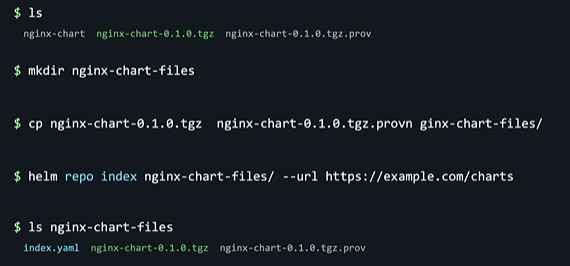 $ ls
nginx-chart nginx-chart-0.1.0.tgz nginx-chart-0.1.0.tgz.prov
$ mkdir nginx-chart-files
$ cp nginx-chart-0.1.0.tgz nginx-chart-0.1.0.tgz.provn ginx-chart-files/
$ helm repo index nginx-chart-files/ --url https://example.com/charts
$ ls nginx-chart-files
index.yaml nginx-chart-0.1.0.tgz nginx-chart-0.1.0.tgz.prov